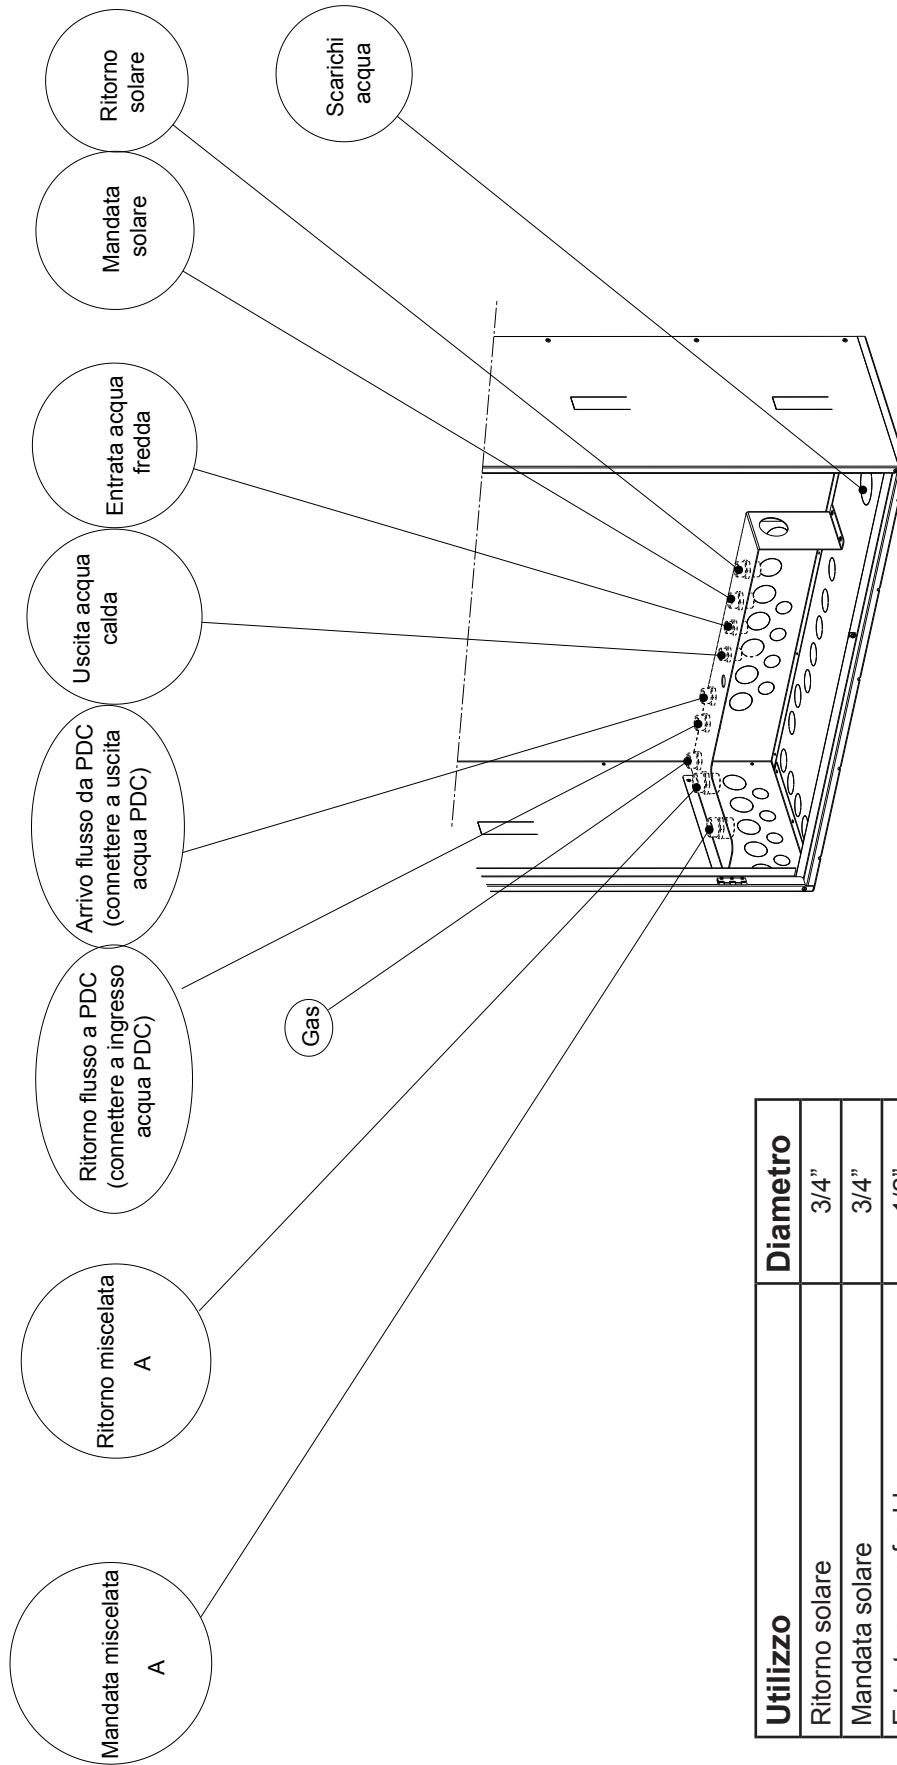 Mandata miscelata
A
Ritorno miscelata
A
Ritorno flusso a PDC
(connettere a ingresso
acqua PDC)
Arrivo flusso da PDC
(connettere a uscita
acqua PDC)
Uscita acqua
calda
Entrata acqua
fredda
Mandata
solare
Ritorno
solare
Gas
Scarichi
acqua
Utilizzo Diametro
Ritorno solare 3/4”
Mandata solare 3/4”